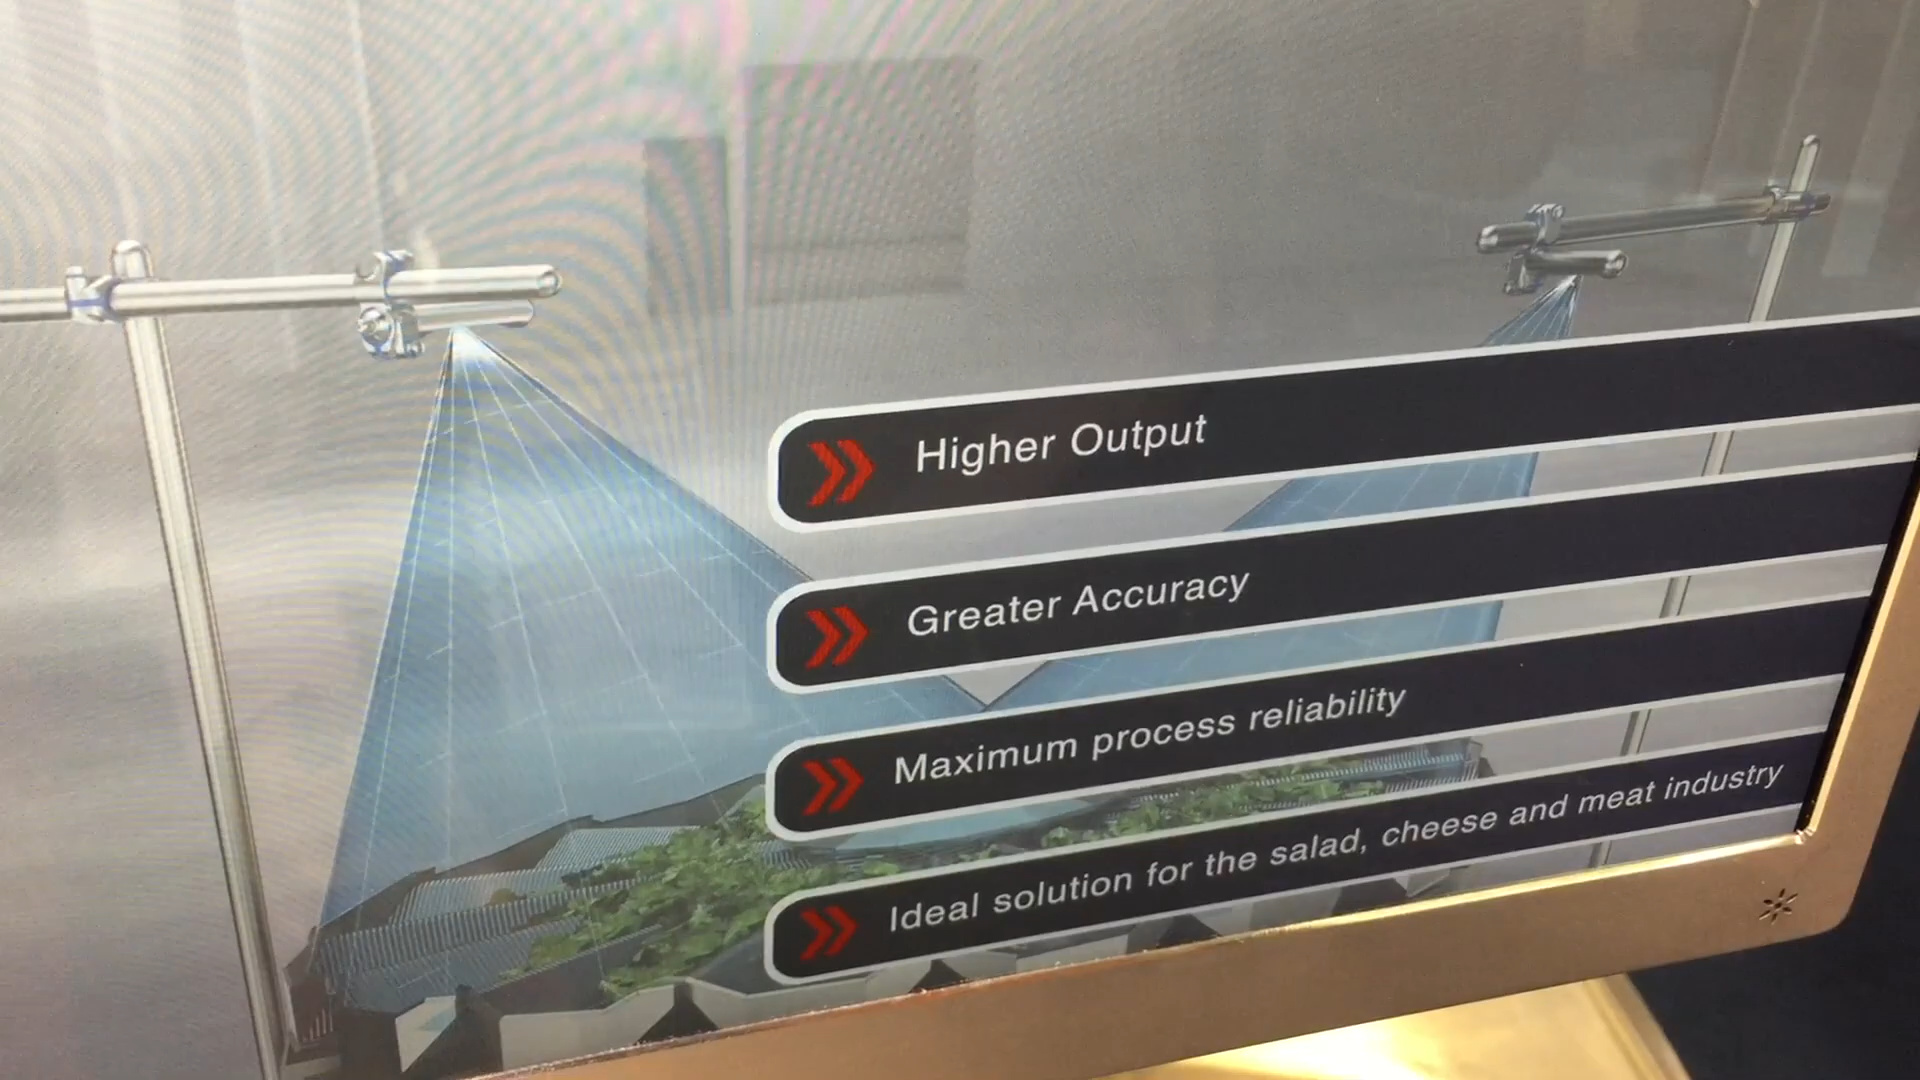 Higher Output
Greater Accuracy
Maximum process reliability
Ideal solution for the salad, cheese and meat industry